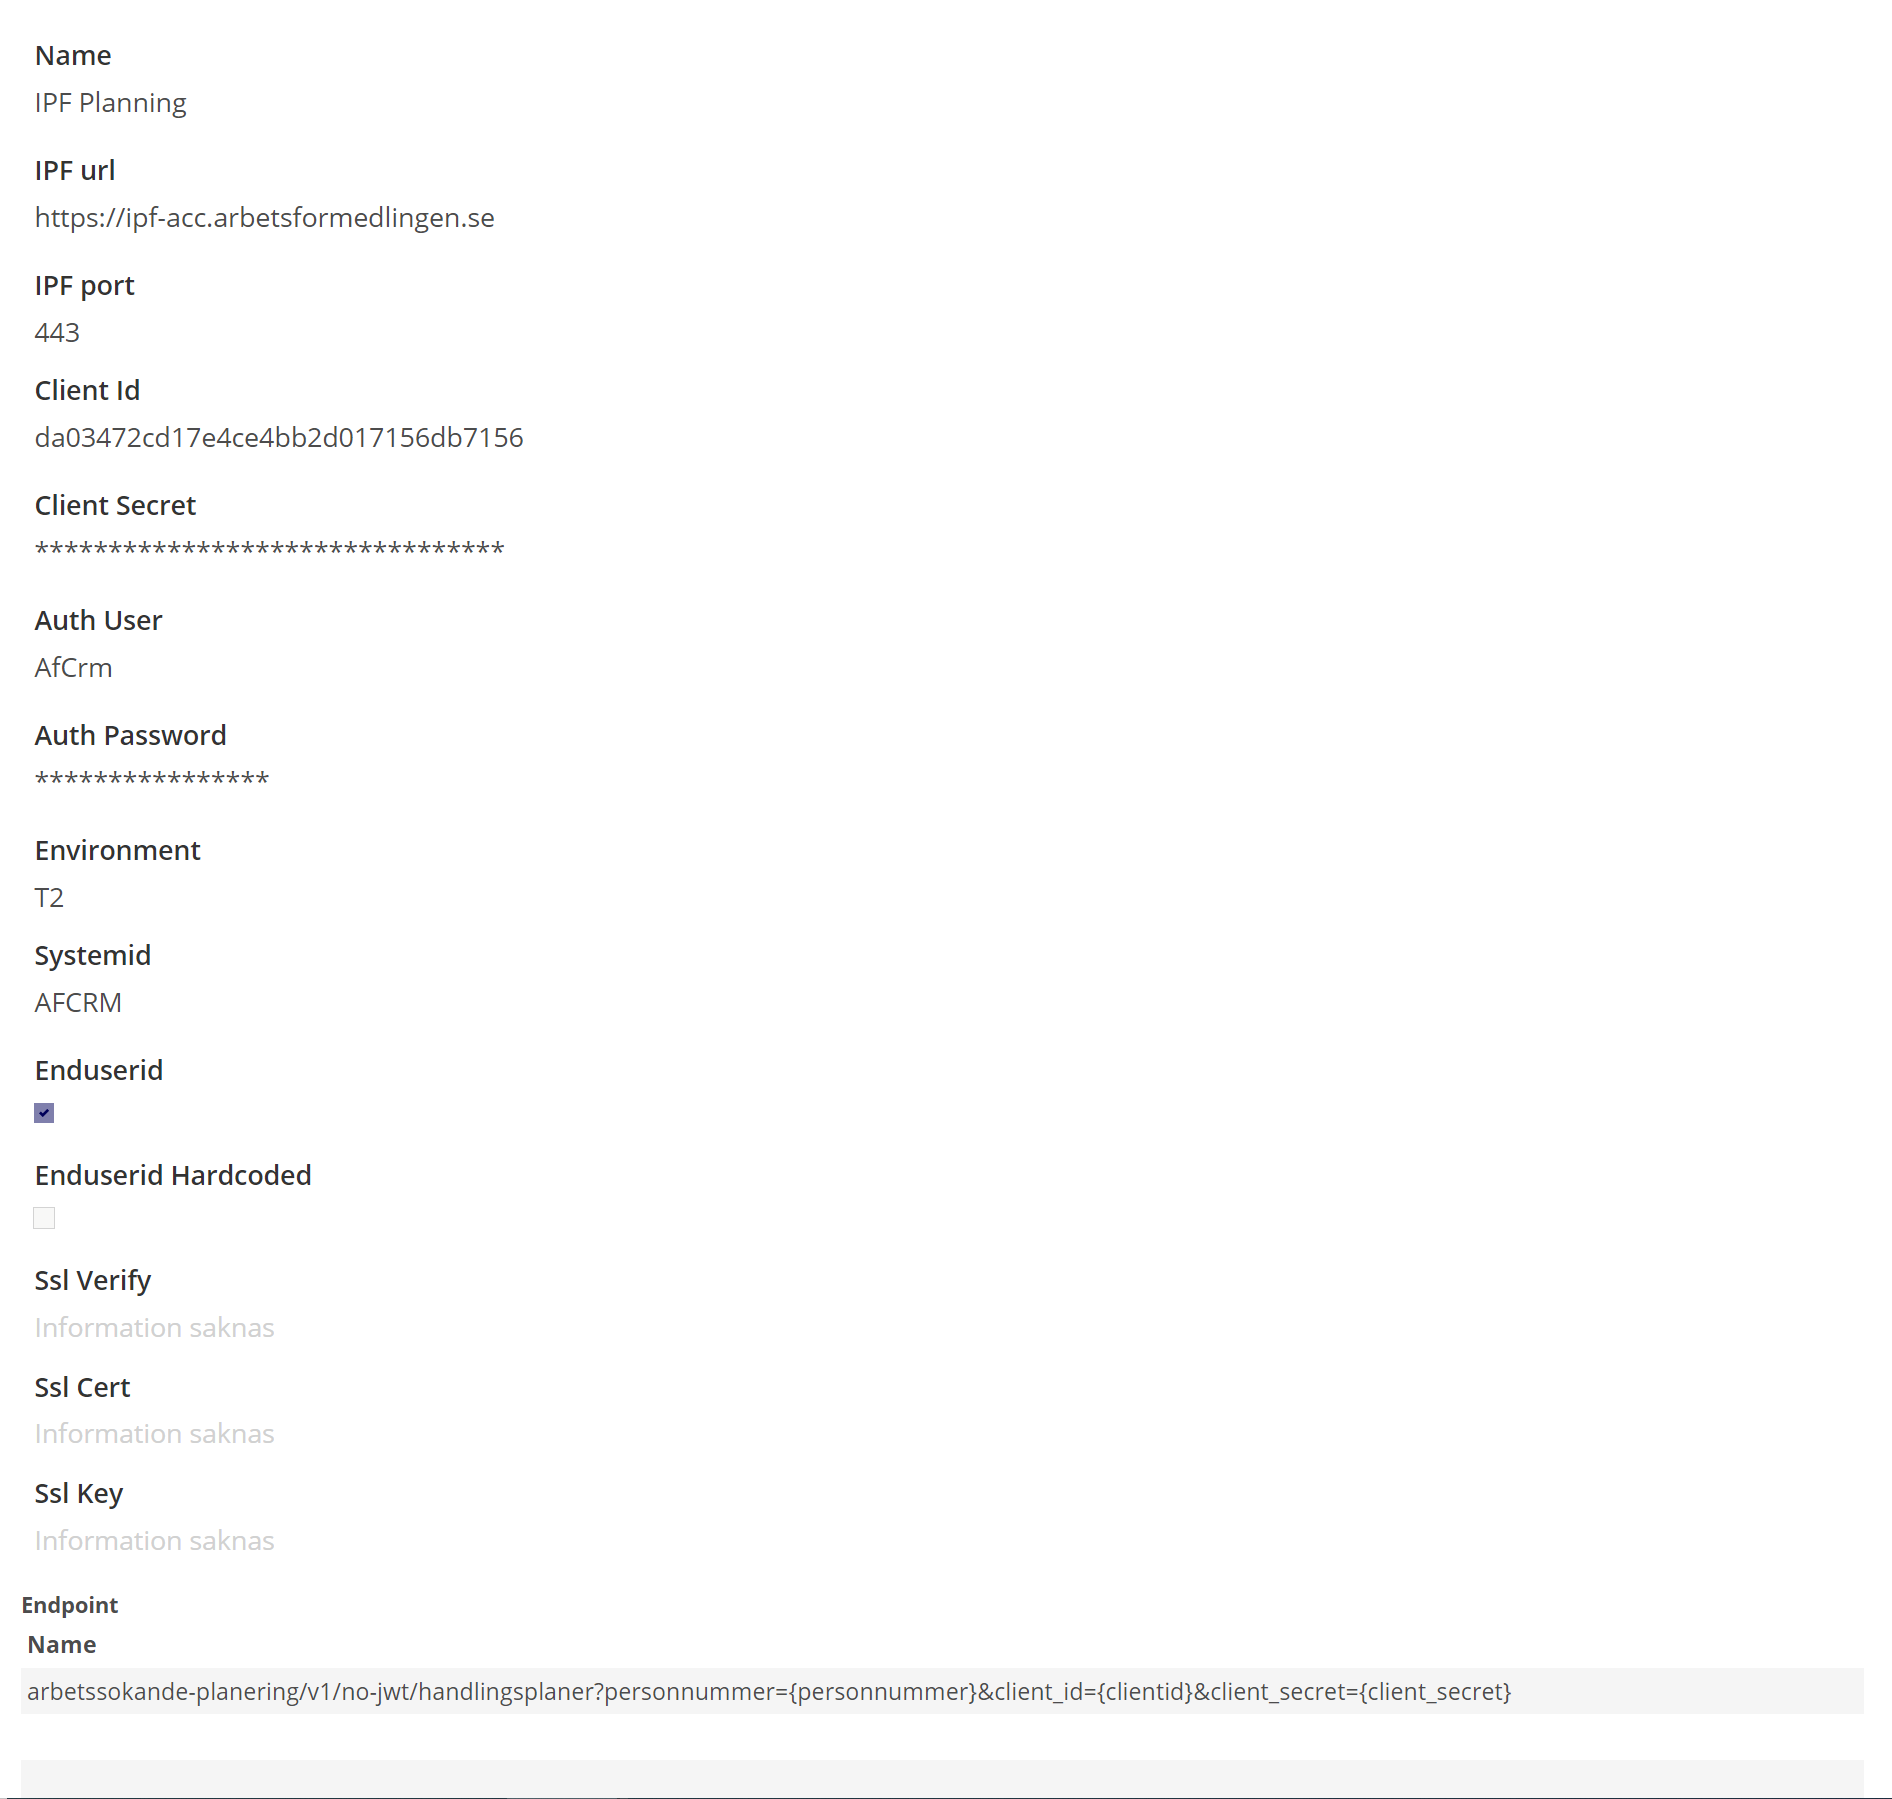 Name
IPF Planning
IPF url
https://ipf-acc.arbetsformedlingen.se
IPF port
443
Client Id
da03472cd17e4ce4bb2d017156db7156
Client Secret
********************************
Auth User
AfCrm
Auth Password
****************
Environment
T2
Systemid
AFCRM
Enduserid
Enduserid Hardcoded
Ssl Verify
Information saknas
Ssl Cert
Information saknas
Ssl Key
Information saknas
Endpoint
Name
arbetssokande-planering/v1/no-jwt/handlingsplaner?personnummer={personnummer}&client_id={clientid}&client_secret={client_secret}